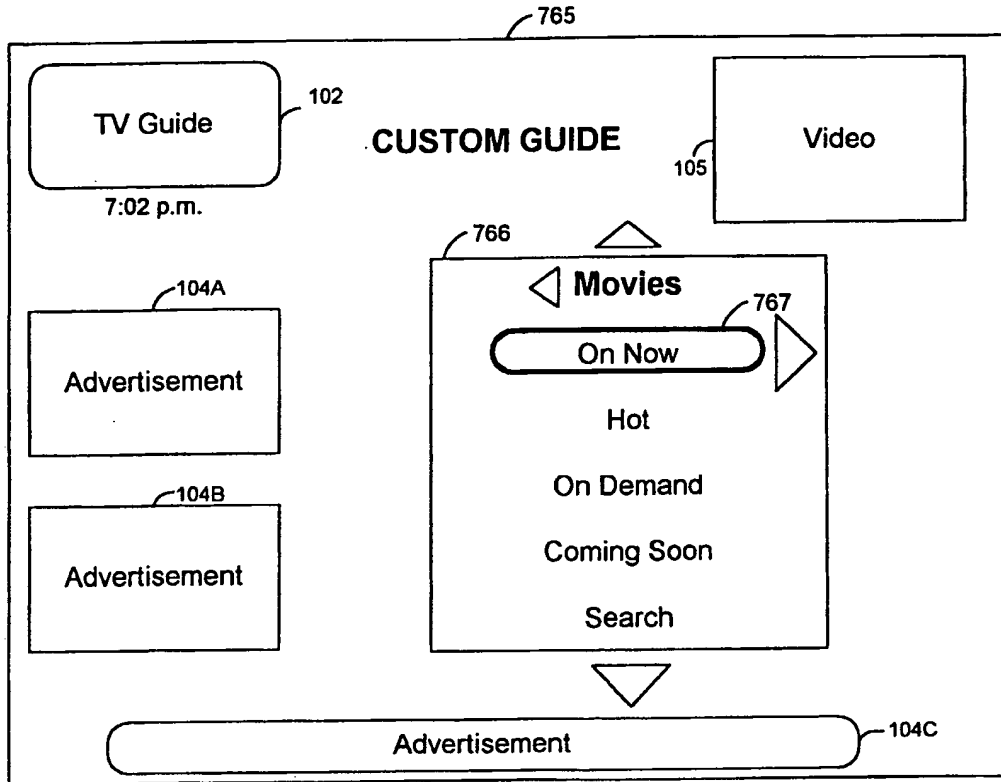 765
TV Guide
102
CUSTOM GUIDE
105
Video
7:02 p.m.
766
Movies
767
On Now
Hot
On Demand
Coming Soon
Search
104A
Advertisement
104B
Advertisement
Advertisement
104C